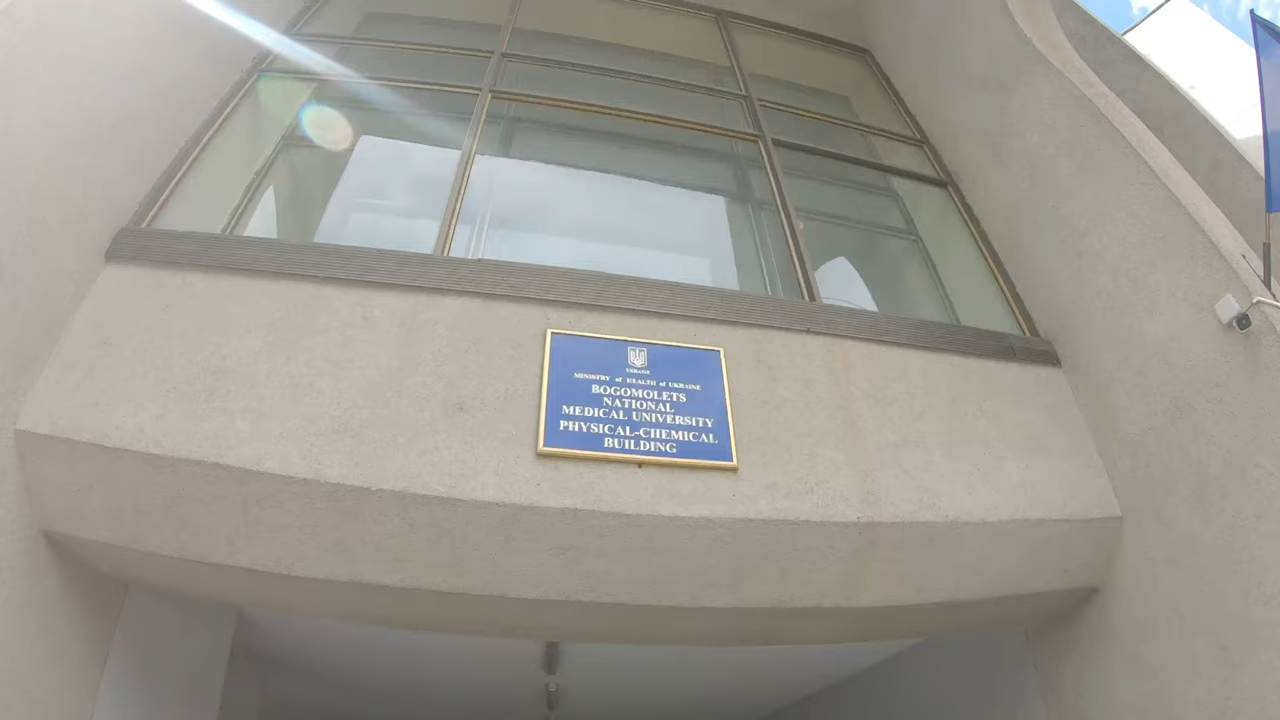 UKRAINE
MINISTRY of HEALTH of UKRAINE
BOGOMOLETS
NATIONAL
MEDICAL UNIVERSITY
PHYSICAL-CHEMICAL
BUILDING